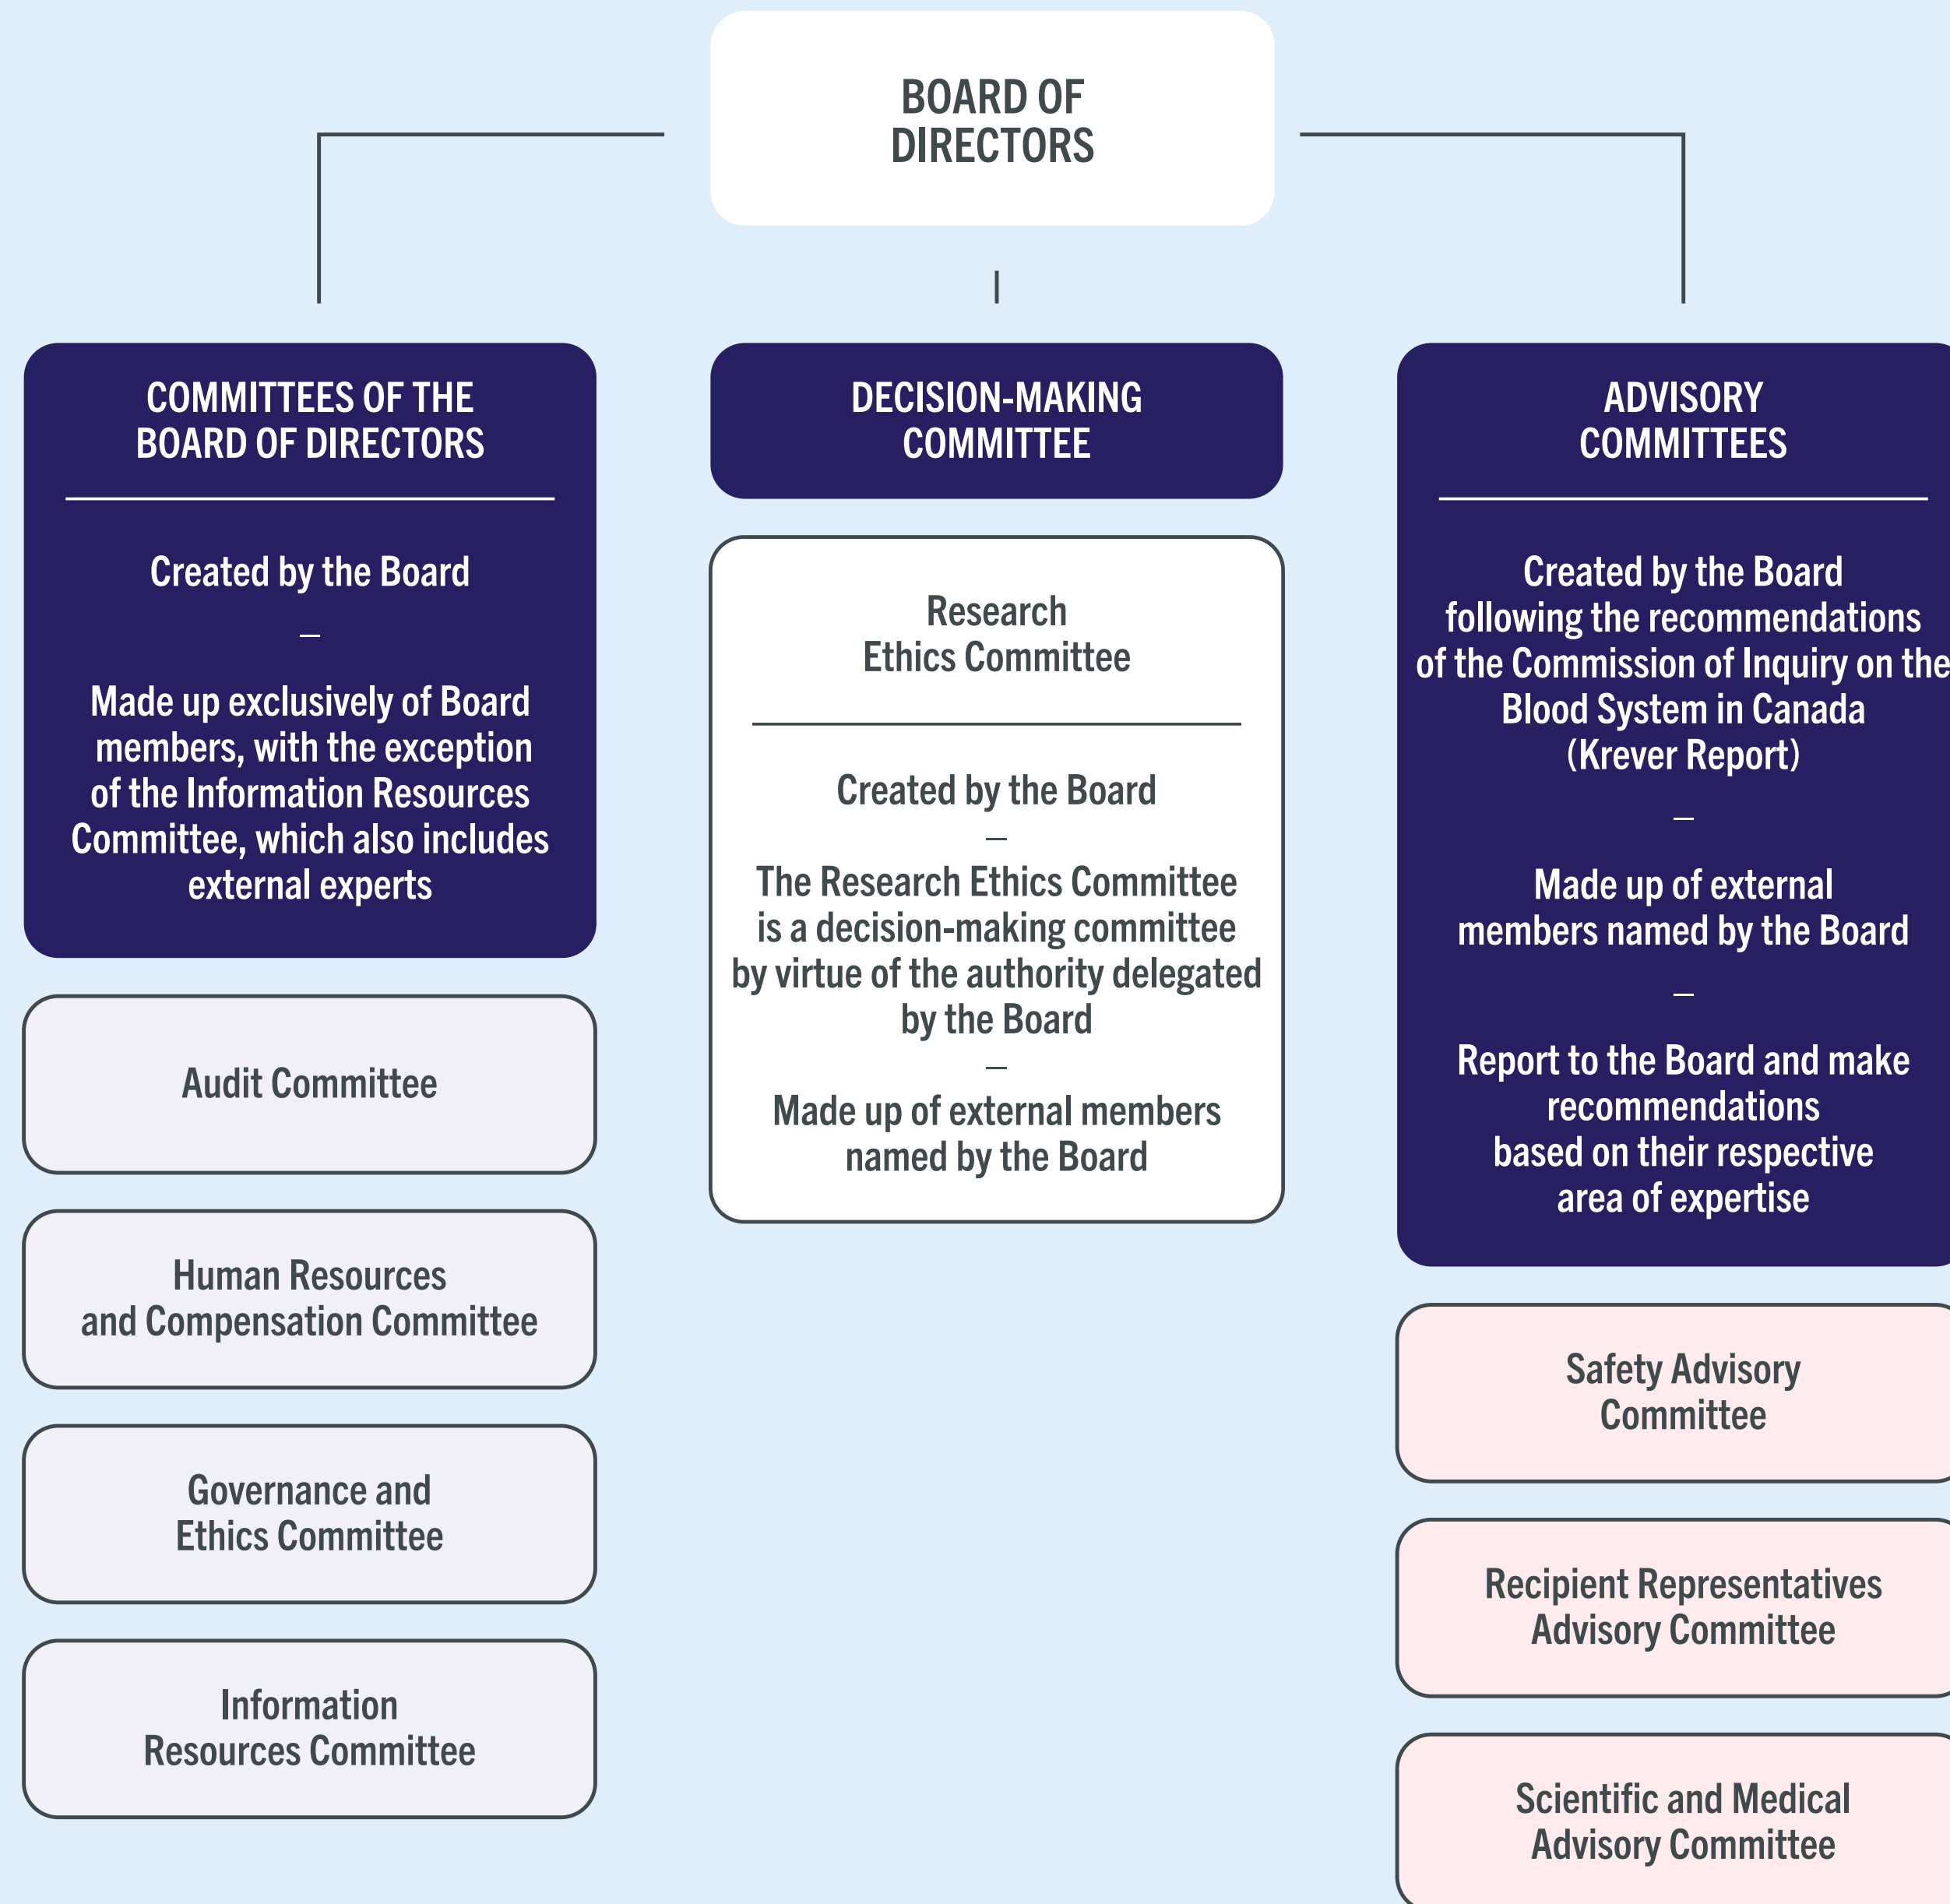 BOARD OF
DIRECTORS
COMMITTEES OF THE
BOARD OF DIRECTORS
Created by the Board
–
Made up exclusively of Board
members, with the exception
of the Information Resources
Committee, which also includes
external experts
Audit Committee
Human Resources
and Compensation Committee
Governance and
Ethics Committee
Information
Resources Committee
DECISION-MAKING
COMMITTEE
Research
Ethics Committee
Created by the Board
–
The Research Ethics Committee
is a decision-making committee
by virtue of the authority delegated
by the Board
–
Made up of external members
named by the Board
ADVISORY
COMMITTEES
Created by the Board
following the recommendations
of the Commission of Inquiry on the
Blood System in Canada
(Krever Report)
–
Made up of external
members named by the Board
–
Report to the Board and make
recommendations
based on their respective
area of expertise
Safety Advisory
Committee
Recipient Representatives
Advisory Committee
Scientific and Medical
Advisory Committee